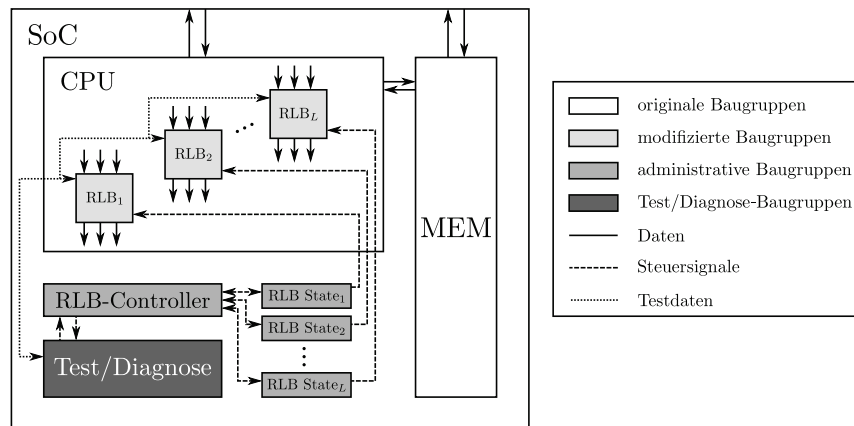 SoC
CPU
RLB_L
RLB_2
RLB_1
MEM
RLB-Controller
RLB State_1
RLB State_2
RLB State_L
Test/Diagnose
originale Baugruppen
modifizierte Baugruppen
administrative Baugruppen
Test/Diagnose-Baugruppen
Daten
Steuersignale
Testdaten